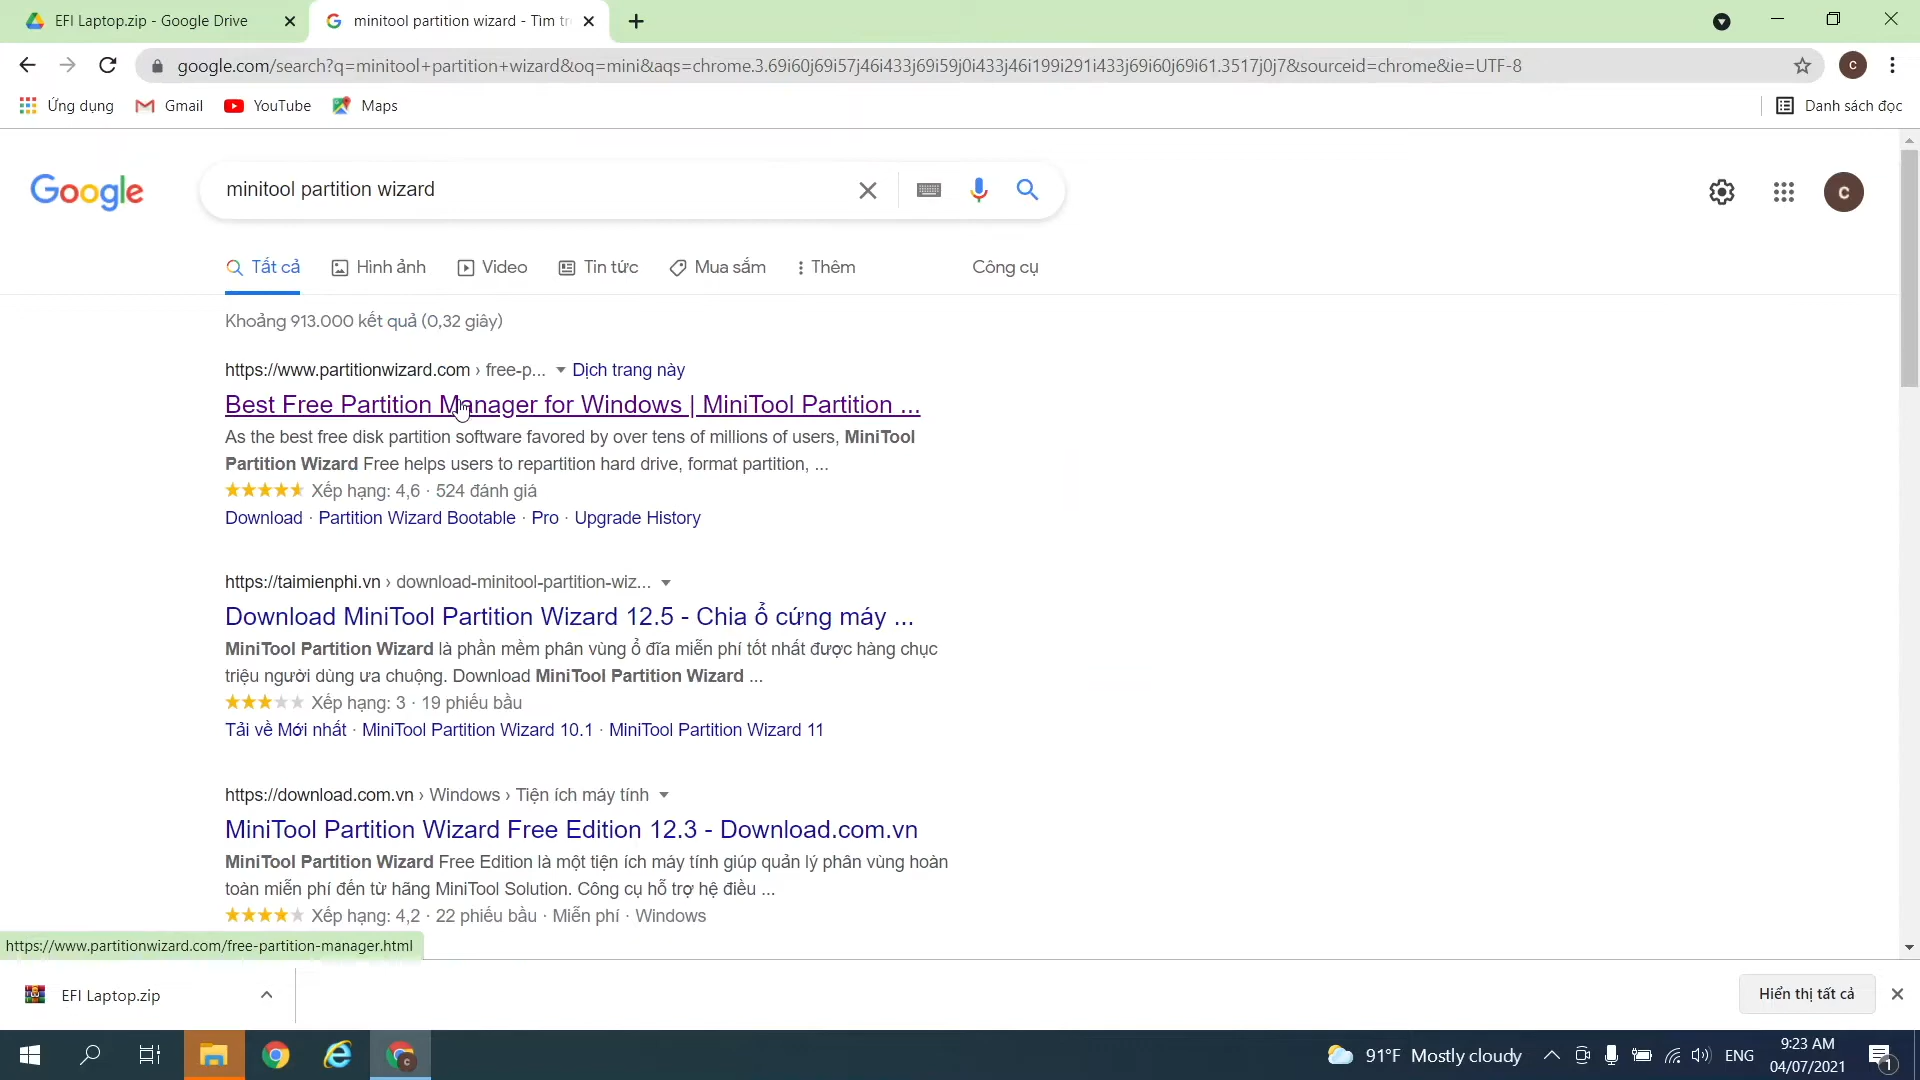 EFI Laptop.zip - Google Drive
minitool partition wizard - Tìm tr
google.com/search?q=minitool+partition+wizard&oq=mini&aqs=chrome.3.69i60j69i57j46i433j69i59j0i433j46i199i291i433j69i60j69i61.3517j0j7&sourceid=chrome&ie=UTF-8
C
Ứng dụng
Gmail
YouTube
Maps
Danh sách đọc
Google
minitool partition wizard
C
Tất cả
Hình ảnh
Video
Tin tức
Mua sắm
Thêm
Công cụ
Khoảng 913.000 kết quả (0,32 giây)
https://www.partitionwizard.com › free-p... Dịch trang này
Best Free Partition Manager for Windows | MiniTool Partition ...
As the best free disk partition software favored by over tens of millions of users, MiniTool
Partition Wizard Free helps users to repartition hard drive, format partition, ...
Xếp hạng: 4,6 · 524 đánh giá
Download · Partition Wizard Bootable · Pro · Upgrade History
https://taimienphi.vn › download-minitool-partition-wiz...
Download MiniTool Partition Wizard 12.5 - Chia ổ cứng máy ...
MiniTool Partition Wizard là phần mềm phân vùng ổ đĩa miễn phí tốt nhất được hàng chục
triệu người dùng ưa chuộng. Download MiniTool Partition Wizard ...
Xếp hạng: 3 · 19 phiếu bầu
Tải về Mới nhất · MiniTool Partition Wizard 10.1 · MiniTool Partition Wizard 11
https://download.com.vn › Windows › Tiện ích máy tính
MiniTool Partition Wizard Free Edition 12.3 - Download.com.vn
MiniTool Partition Wizard Free Edition là một tiện ích máy tính giúp quản lý phân vùng hoàn
toàn miễn phí đến từ hãng MiniTool Solution. Công cụ hỗ trợ hệ điều ...
Xếp hạng: 4,2 · 22 phiếu bầu · Miễn phí · Windows
https://www.partitionwizard.com/free-partition-manager.html
EFI Laptop.zip
Hiển thị tất cả
91°F Mostly cloudy
ENG
9:23 AM
04/07/2021
1